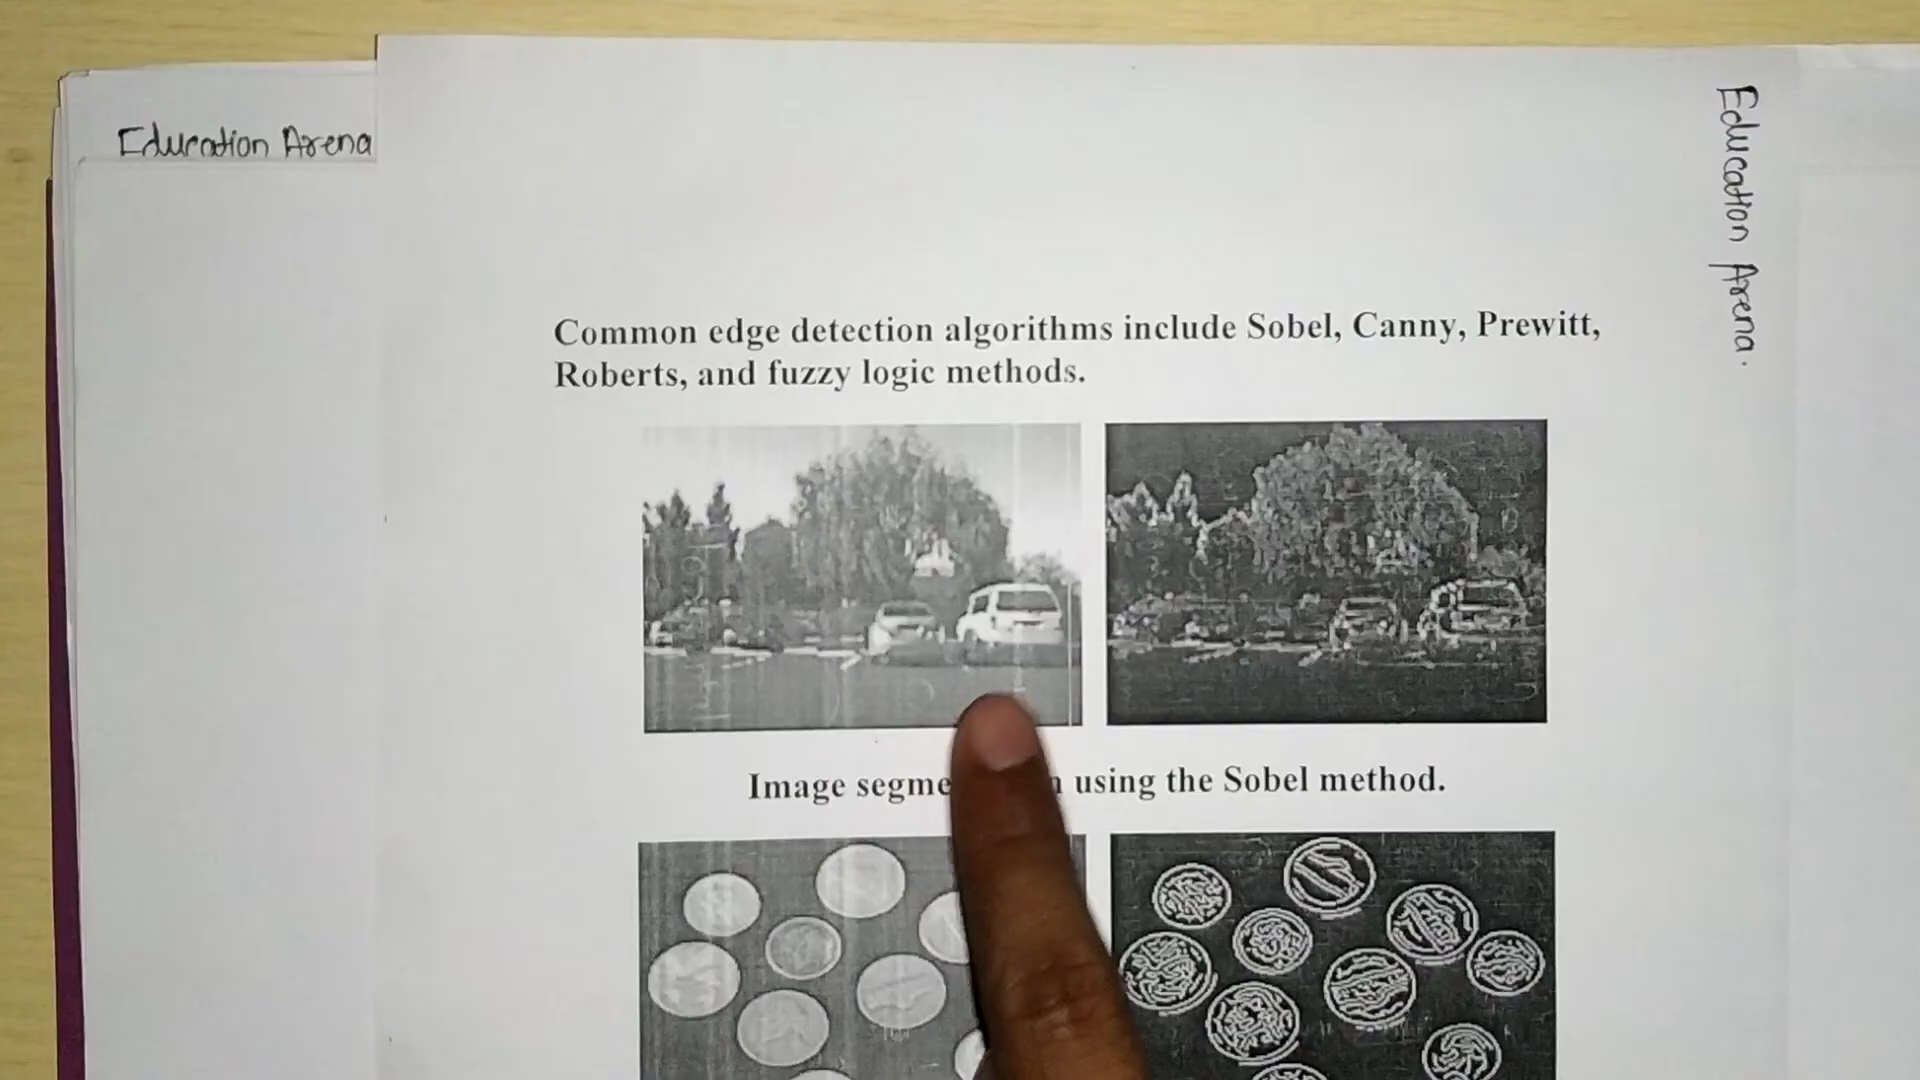 Education Arena
Education Arena.
Common edge detection algorithms include Sobel, Canny, Prewitt,
Roberts, and fuzzy logic methods.
Image using the Sobel method.